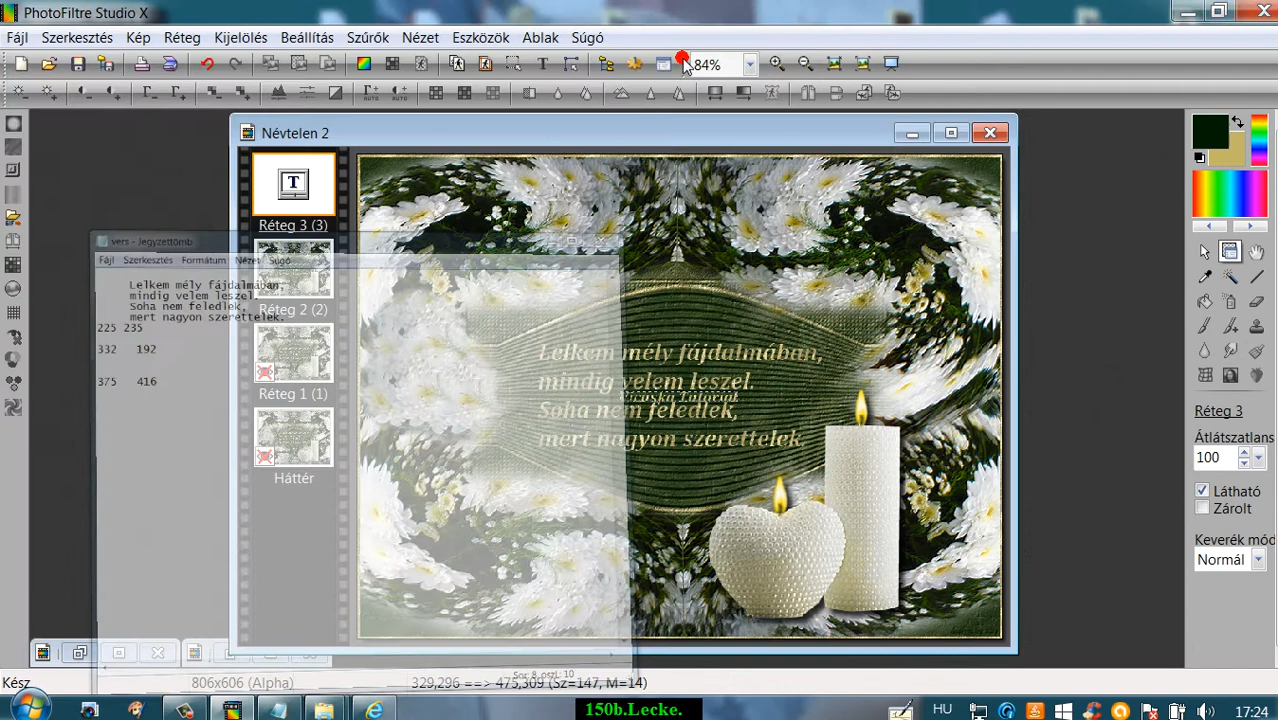 PhotoFiltre Studio X
Fájl Szerkesztés Kép Réteg Kijelölés Beállítás Szűrők Nézet Eszközök Ablak Súgó
84%
AUTO AUTO
Névtelen 2
T
Réteg 3 (3)
Réteg 2 (2)
Réteg 1 (1)
Háttér
vers - Jegyzettömb
Fájl Szerkesztés Formátum Nézet Súgó
Lelkem mély fájdalmában,
mindig velem leszel.
Soha nem feledlek,
mert nagyon szerettelek.
225 235
332 192
375 416
Lelkem mély fájdalmában,
mindig velem leszel.
Soha nem feledlek,
mert nagyon szerettelek.
Réteg 3
Átlátszatlans
100
Látható
Zárolt
Keverék mód
Normál
Kész
806x606 (Alpha)
329,296 ==> 475,309 (Sz=147, M=14)
150b.Lecke.
HU
17:24